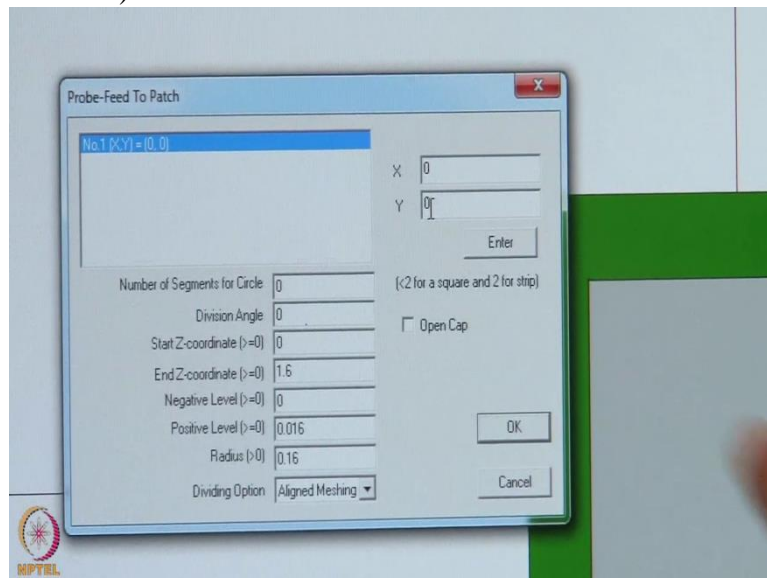 Probe-Feed To Patch
X
No.1 (X,Y) = (0, 0)
X 0
Y 0
Enter
Number of Segments for Circle 0
(<2 for a square and 2 for strip)
Division Angle 0
Open Cap
Start Z-coordinate (>=0) 0
End Z-coordinate (>=0) 1.6
Negative Level (>=0) 0
Positive Level (>=0) 0.016
OK
Radius (>0) 0.16
Dividing Option Aligned Meshing
Cancel
NPTEL